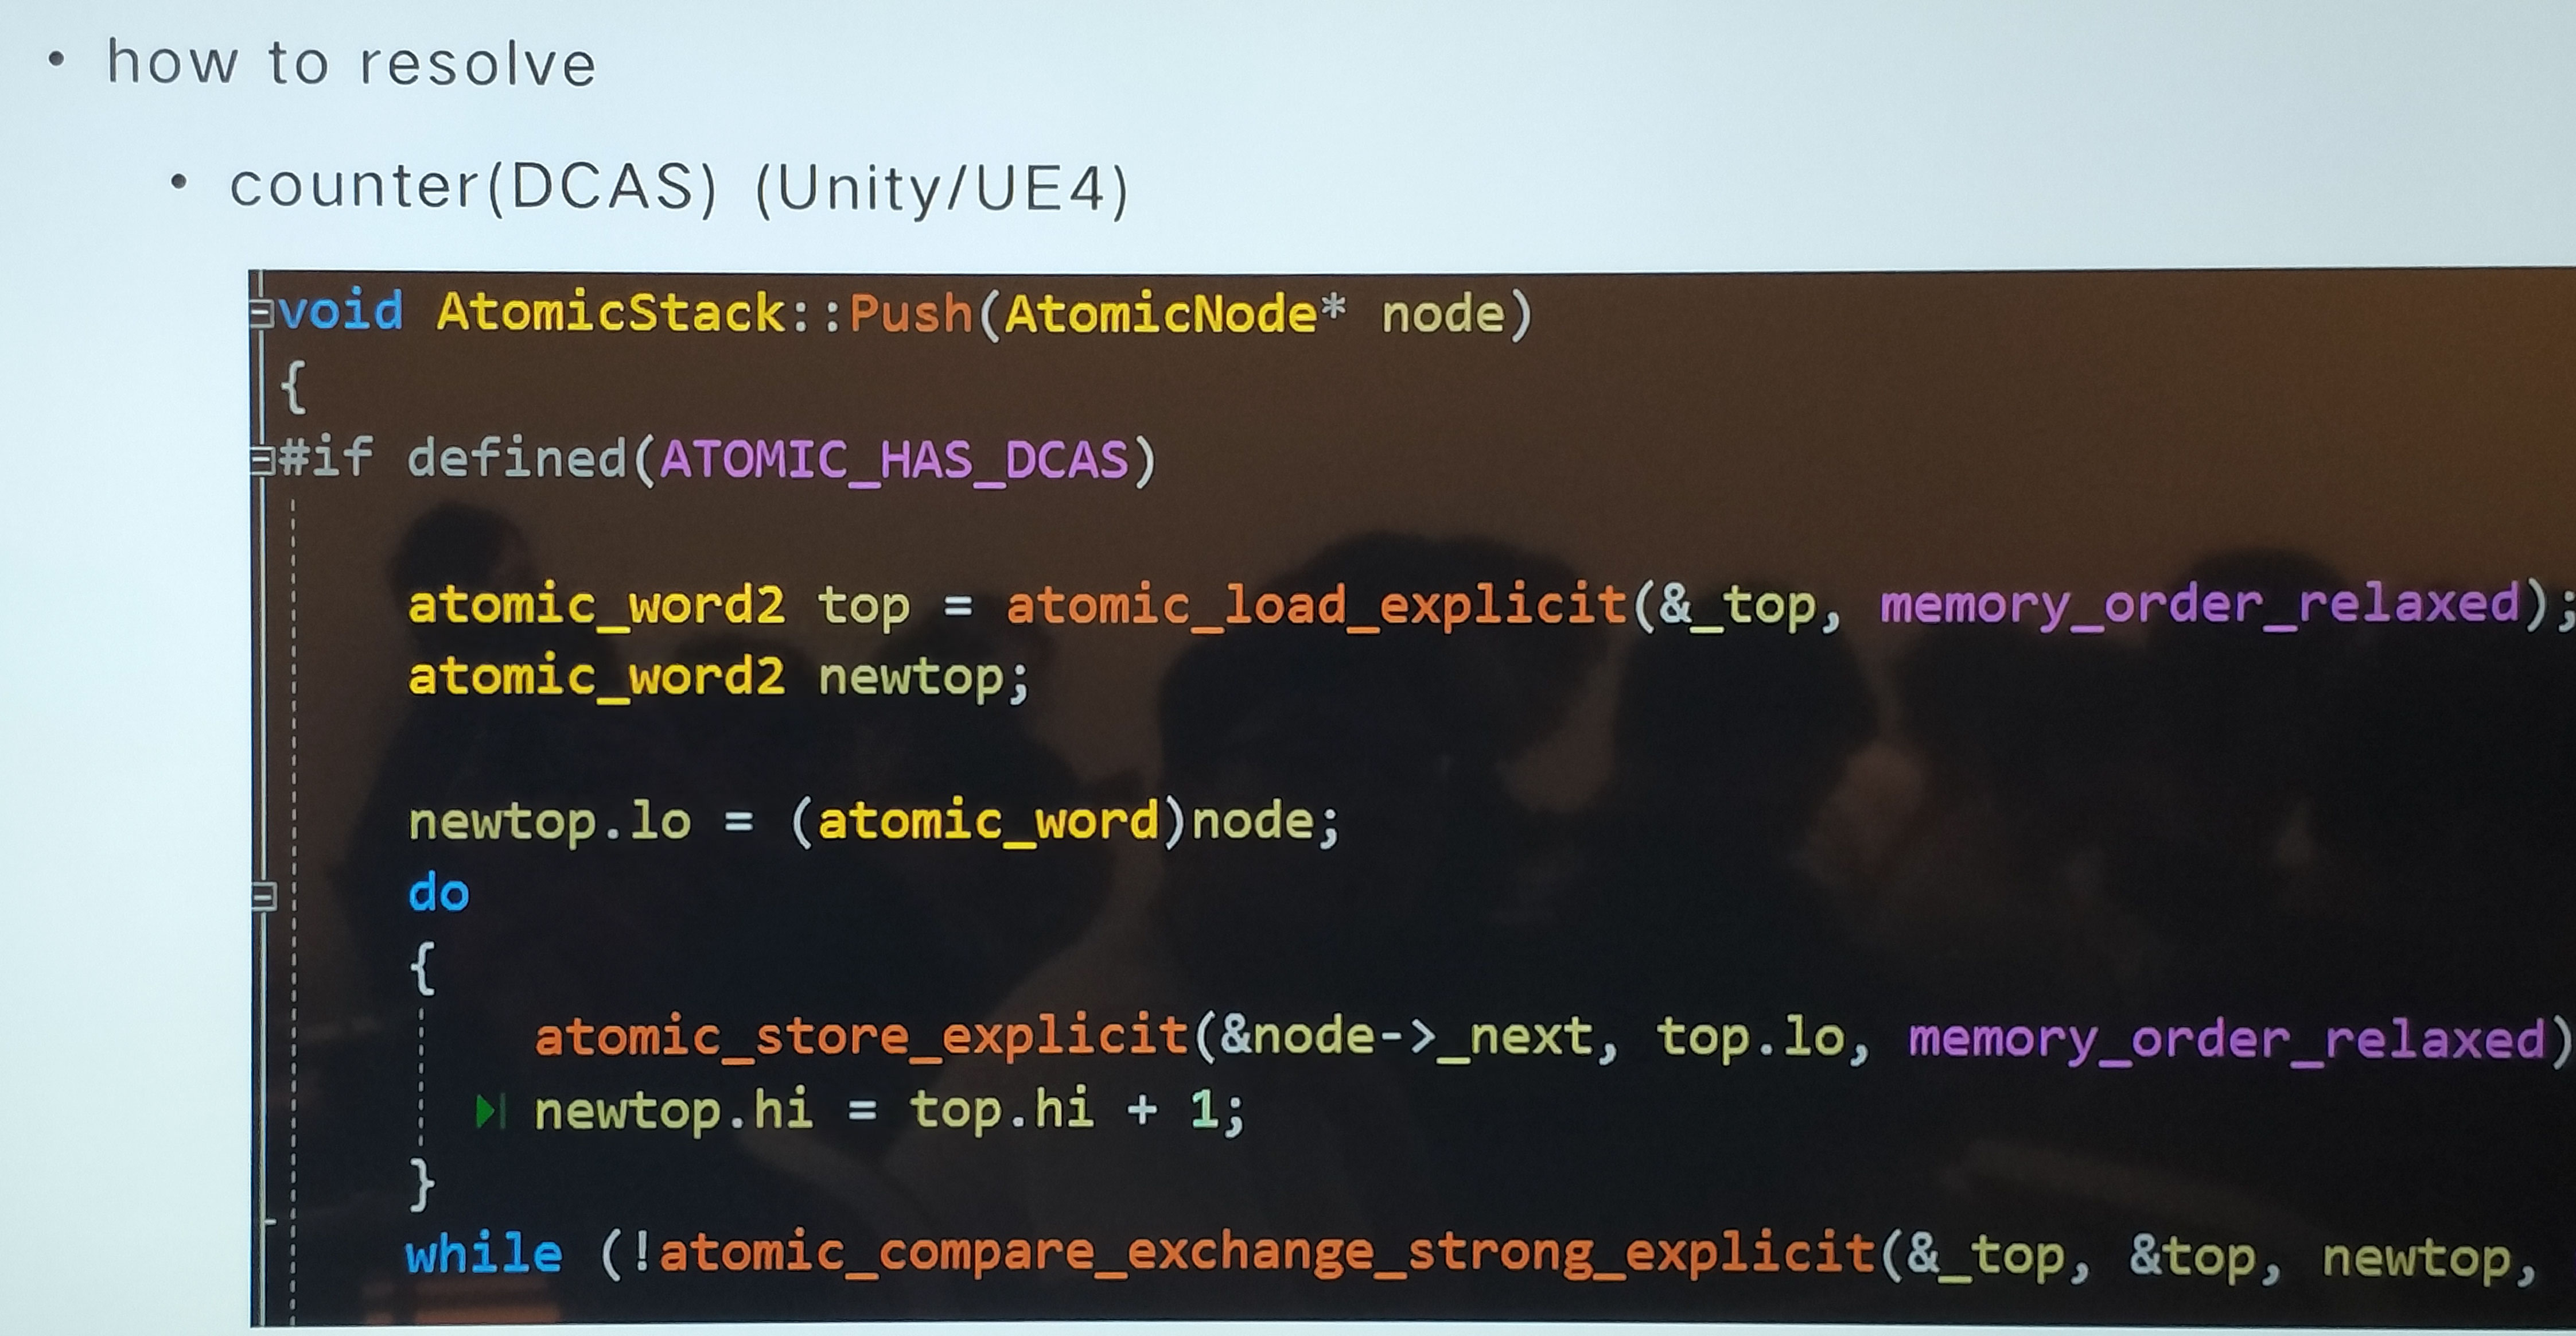 • how to resolve
• counter(DCAS) (Unity/UE4)
void AtomicStack::Push(AtomicNode* node)
{
#if defined(ATOMIC_HAS_DCAS)
atomic_word2 top = atomic_load_explicit(&_top, memory_order_relaxed);
atomic_word2 newtop;
newtop.lo = (atomic_word)node;
do
{
atomic_store_explicit(&node->_next, top.lo, memory_order_relaxed)
newtop.hi = top.hi + 1;
}
while (!atomic_compare_exchange_strong_explicit(&_top, &top, newtop,